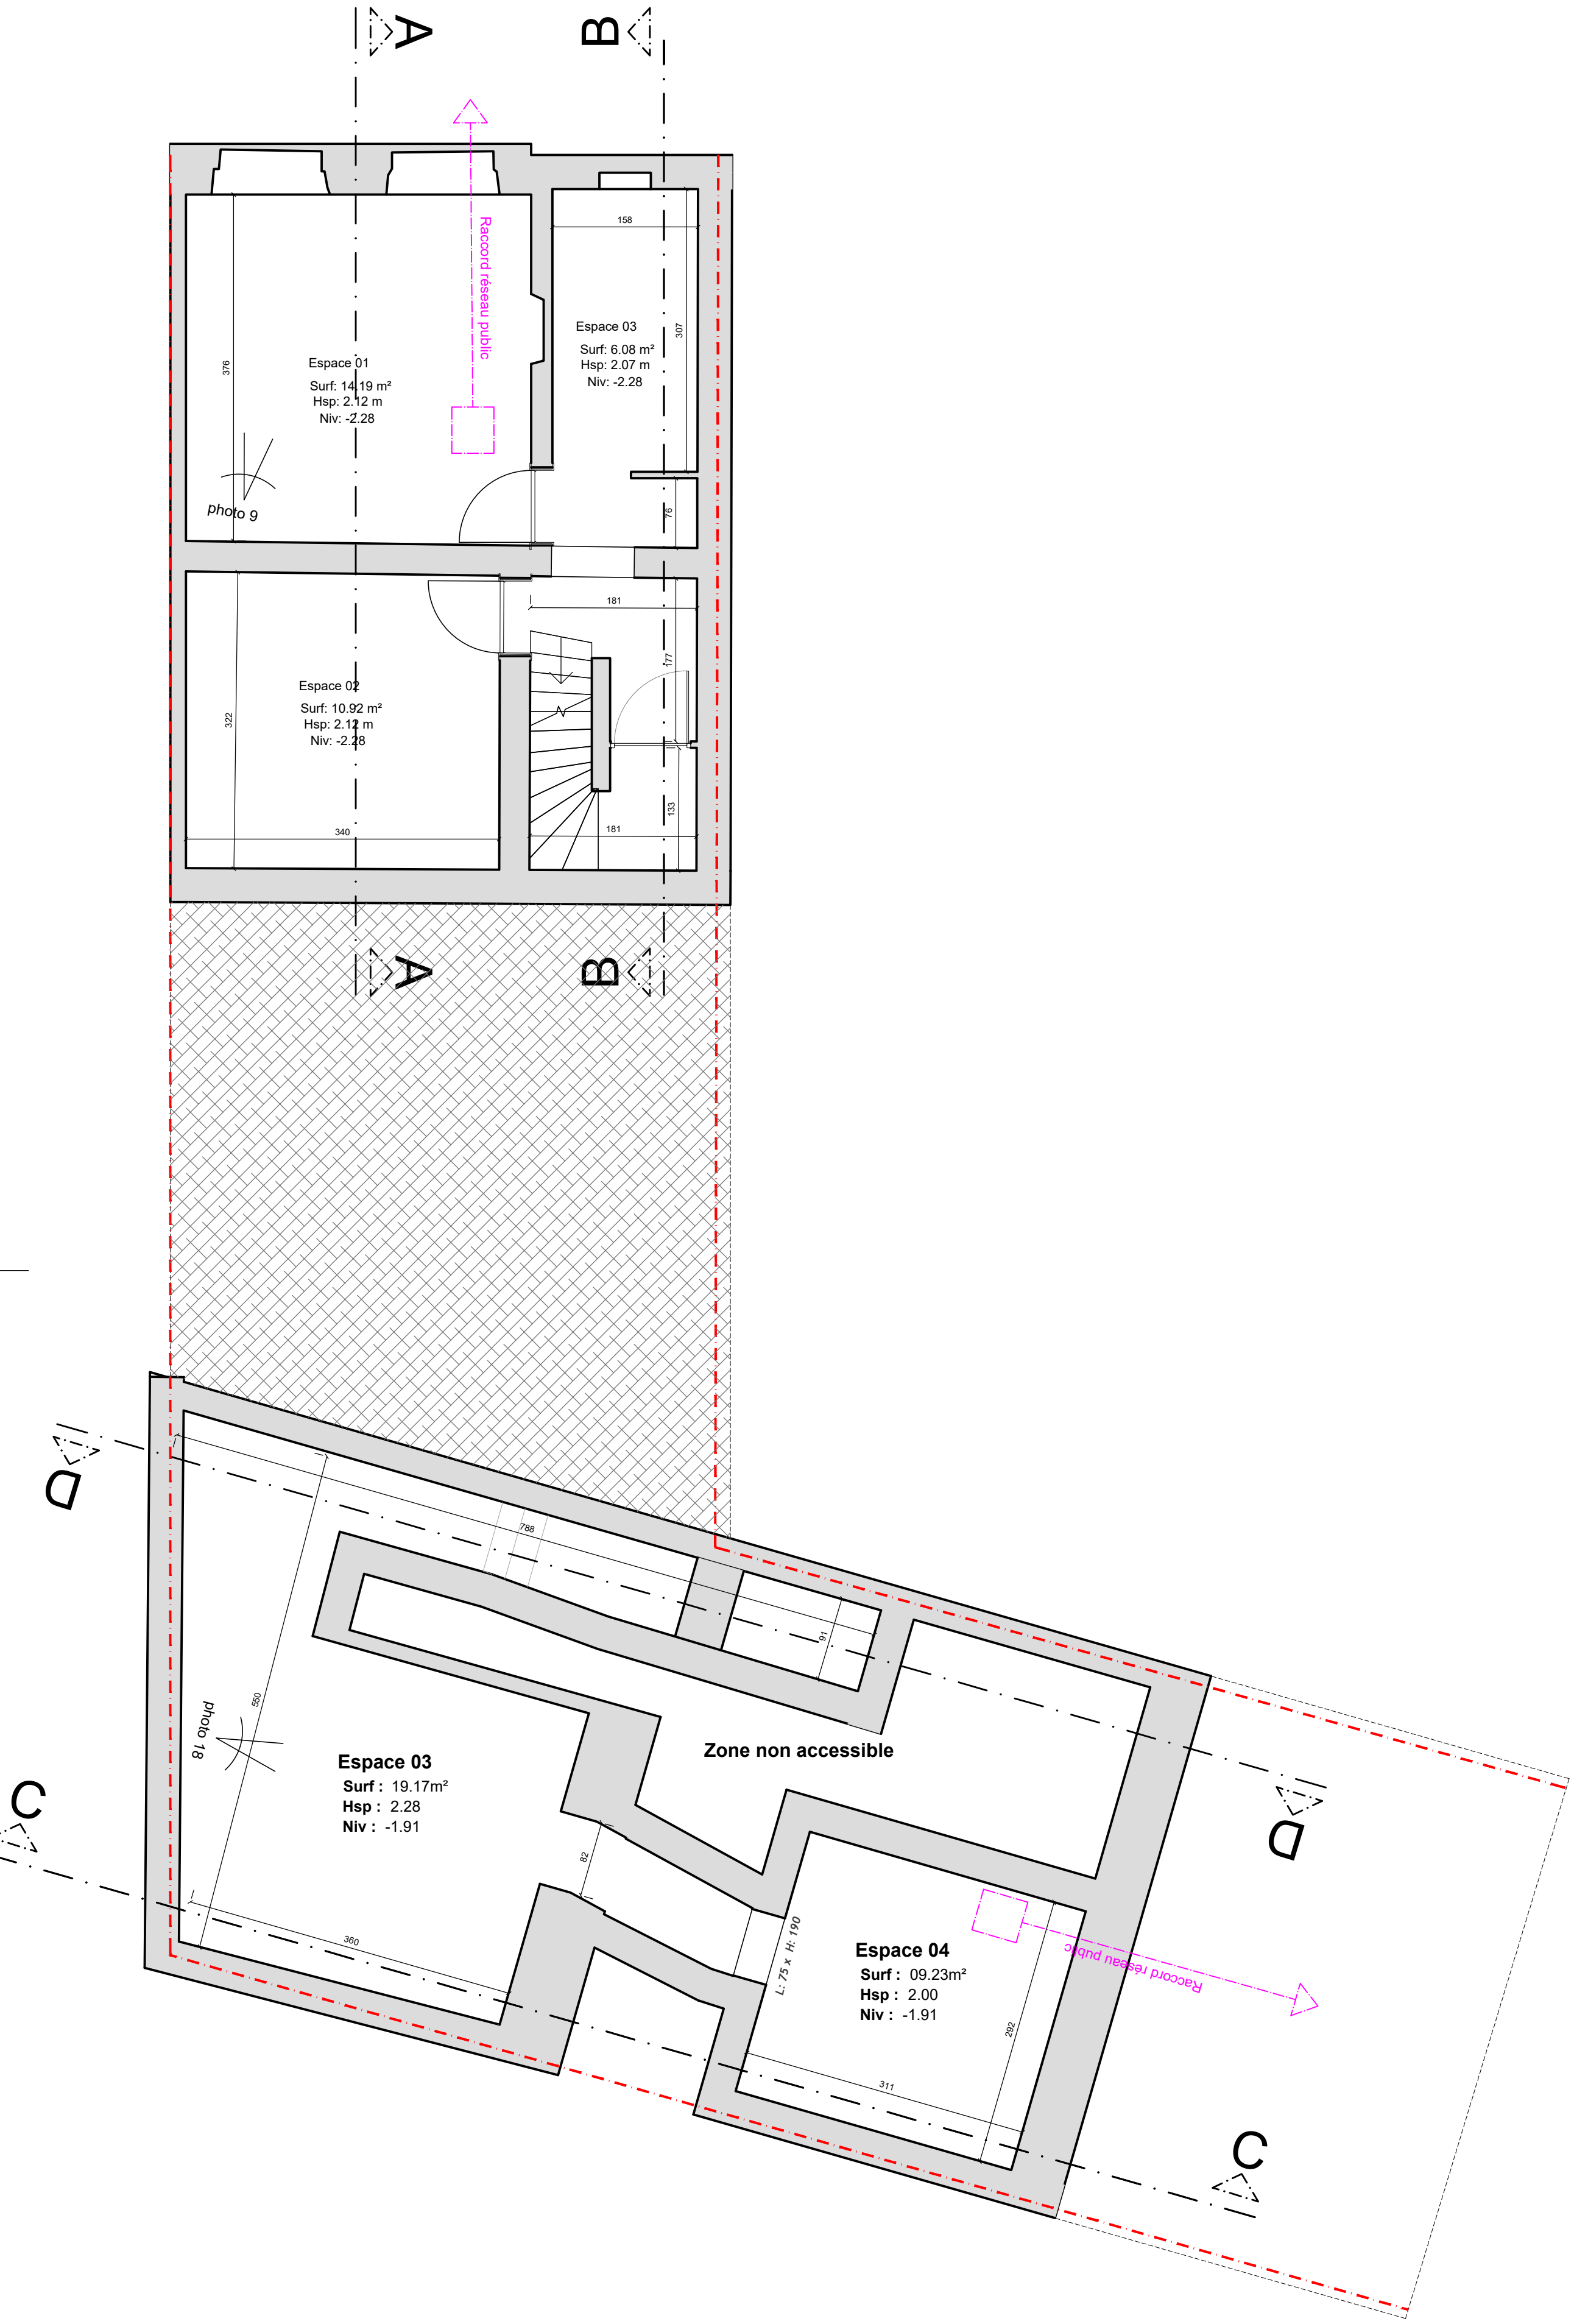 A
B
Raccord réseau public
158
307
376
Espace 01
Surf: 14.19 m²
Hsp: 2.12 m
Niv: -2.28
Espace 03
Surf: 6.08 m²
Hsp: 2.07 m
Niv: -2.28
photo 9
76
181
177
322
Espace 02
Surf: 10.92 m²
Hsp: 2.12 m
Niv: -2.28
340
181
133
A
B
D
788
91
550
photo 18
Zone non accessible
Espace 03
Surf : 19.17m²
Hsp : 2.28
Niv : -1.91
C
D
82
360
L: 75 x H: 190
Espace 04
Surf : 09.23m²
Hsp : 2.00
Niv : -1.91
Raccord réseau public
292
311
C